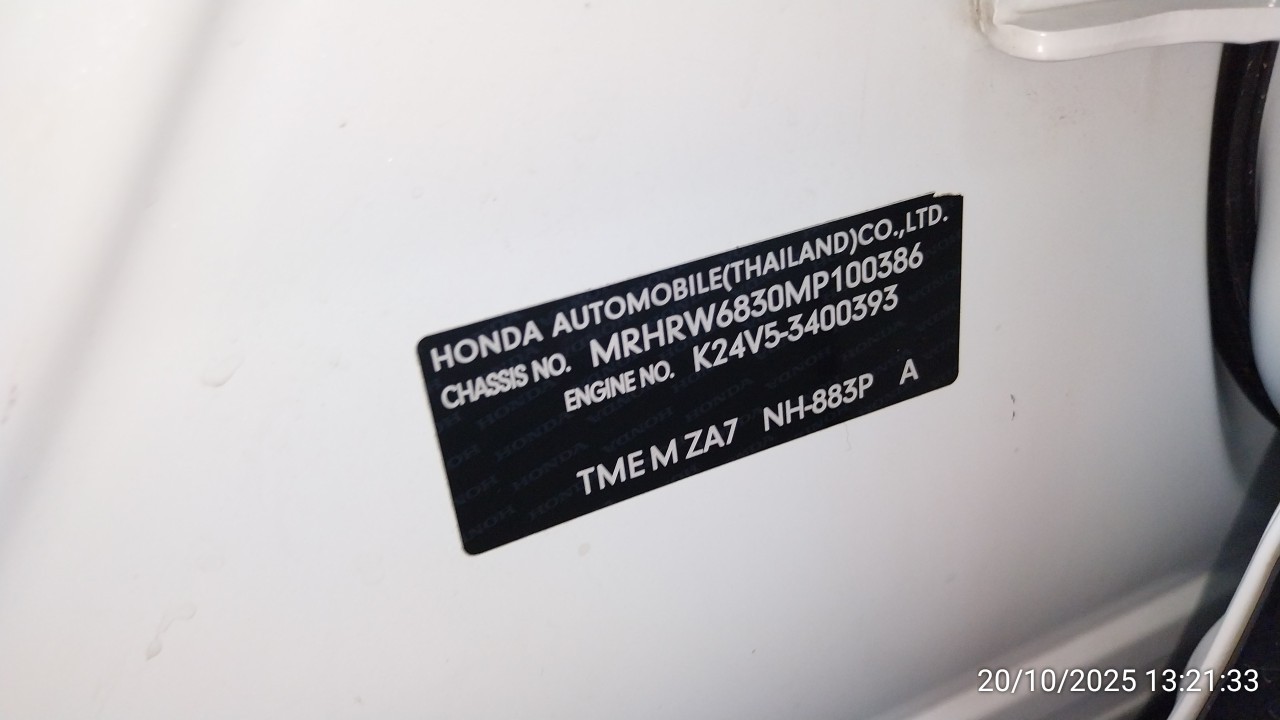 HONDA AUTOMOBILE(THAILAND)CO.,LTD.
CHASSIS NO. MRHRW6830MP100386
ENGINE NO. K24V5-3400393
TME M ZA7 NH-883P A
20/10/2025 13:21:33